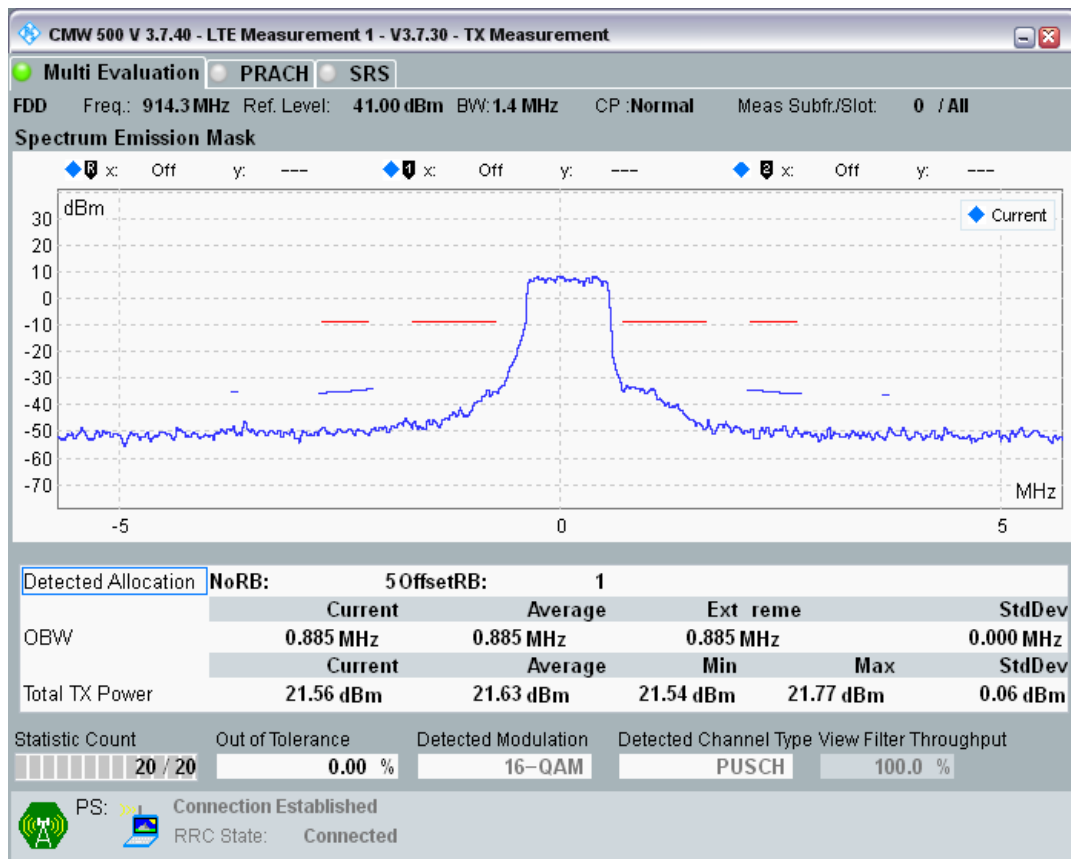 CMW 500 V 3.7.40 - LTE Measurement 1 - V3.7.30 - TX Measurement
Multi Evaluation PRACH SRS
FDD Freq.: 914.3 MHz Ref. Level: 41.00 dBm BW: 1.4 MHz CP :Normal Meas Subfr./Slot: 0 / All
Spectrum Emission Mask
R x: Off y: --- 1 x: Off y: --- 2 x: Off y: ---
dBm
Current
30
20
10
0
-10
-20
-30
-40
-50
-60
-70
MHz
-5 0 5
Detected Allocation NoRB: 5 OffsetRB: 1
Current Average Ext reme StdDev
OBW 0.885 MHz 0.885 MHz 0.885 MHz 0.000 MHz
Current Average Min Max StdDev
Total TX Power 21.56 dBm 21.63 dBm 21.54 dBm 21.77 dBm 0.06 dBm
Statistic Count Out of Tolerance Detected Modulation Detected Channel Type View Filter Throughput
20 / 20 0.00 % 16-QAM PUSCH 100.0 %
PS: Connection Established
RRC State: Connected